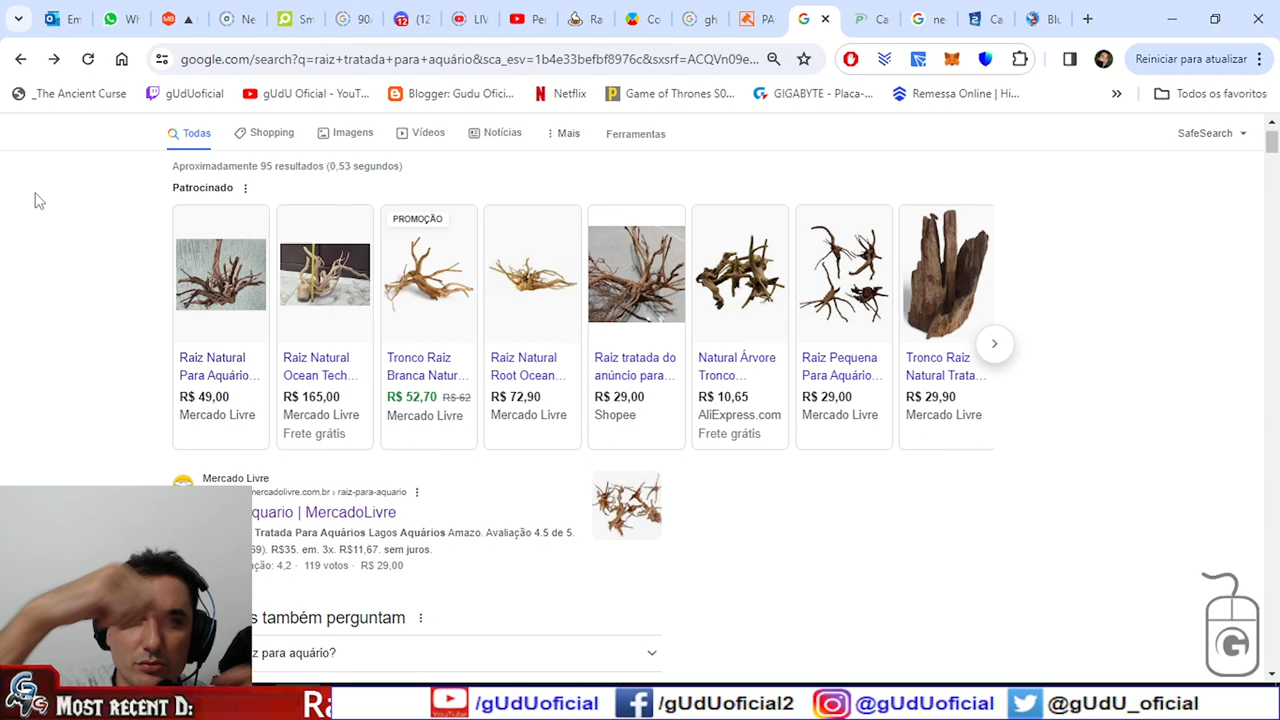 Em
Wh
MB
Ne
Sm
90/
(12
LIV
Pe
Ra
Co
gh
PA
G
Ca
ne
Ca
Blu
google.com/search?q=raiz+tratada+para+aquário&sca_esv=1b4e33befbf8976c&sxsrf=ACQVn09e...
Reiniciar para atualizar
_The Ancient Curse
gUdUoficial
gUdU Oficial - YouT...
Blogger: Gudu Ofici...
Netflix
Game of Thrones S0...
GIGABYTE - Placa-...
Remessa Online | Hi...
»
Todos os favoritos
Todas
Shopping
Imagens
Vídeos
Notícias
Mais
Ferramentas
SafeSearch
Aproximadamente 95 resultados (0,53 segundos)
Patrocinado
PROMOÇÃO
Raiz Natural
Para Aquário...
R$ 49,00
Mercado Livre
Raiz Natural
Ocean Tech...
R$ 165,00
Mercado Livre
Frete grátis
Tronco Raiz
Branca Natur...
R$ 52,70 R$ 62
Mercado Livre
Raiz Natural
Root Ocean...
R$ 72,90
Mercado Livre
Raiz tratada do
anúncio para...
R$ 29,00
Shopee
Natural Árvore
Tronco...
R$ 10,65
AliExpress.com
Frete grátis
Raiz Pequena
Para Aquário...
R$ 29,00
Mercado Livre
Tronco Raiz
Natural Trata...
R$ 29,90
Mercado Livre
Mercado Livre
mercadolivre.com.br › raiz-para-aquario
quario | MercadoLivre
Tratada Para Aquários Lagos Aquários Amazo. Avaliação 4.5 de 5.
69). R$35. em. 3x. R$11,67. sem juros.
ção: 4,2 · 119 votos · R$ 29,00
s também perguntam
z para aquário?
G
GG
Most recent D:
Ra
/gUdUoficial
/gUdUoficial2
@gUdUoficial
@gUdU_oficial